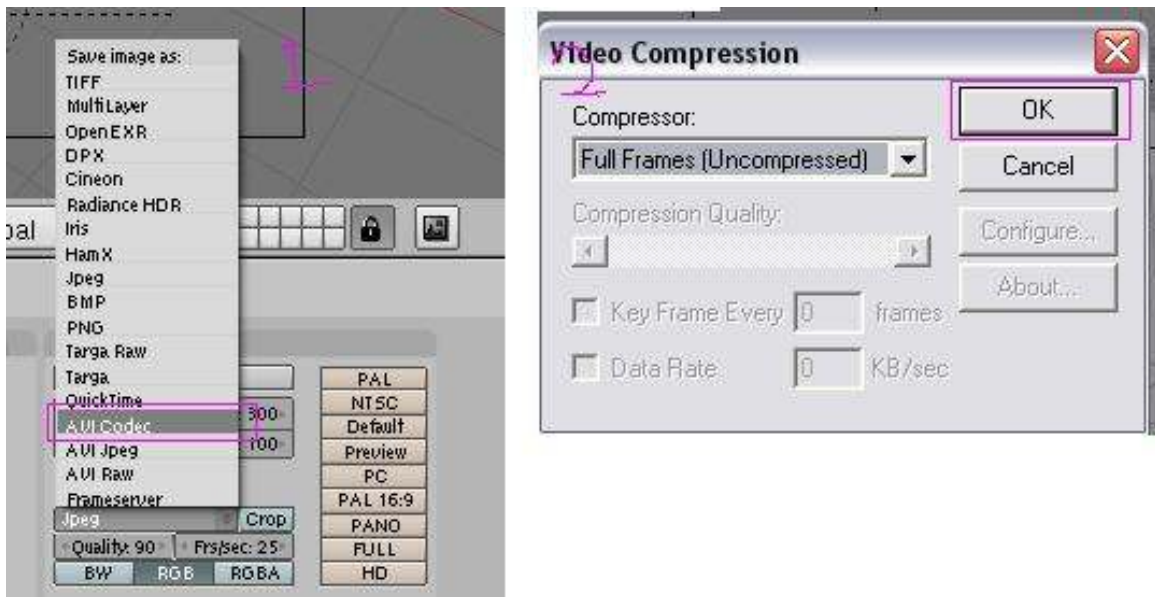 1
Save image as:
TIFF
MultiLayer
OpenEXR
DPX
Cineon
Radiance HDR
Iris
HamX
Jpeg
BMP
PNG
Targa Raw
Targa
QuickTime
AVI Codec
AVI Jpeg
AVI Raw
Frameserver
Jpeg
Crop
Quality: 90
Frs/sec: 25
BW
RGB
RGBA
300
100
PAL
NTSC
Default
Preview
PC
PAL 16:9
PANO
FULL
HD
2
Video Compression
Compressor:
Full Frames (Uncompressed)
OK
Cancel
Compression Quality:
Configure...
About...
Key Frame Every 0 frames
Data Rate 0 KB/sec